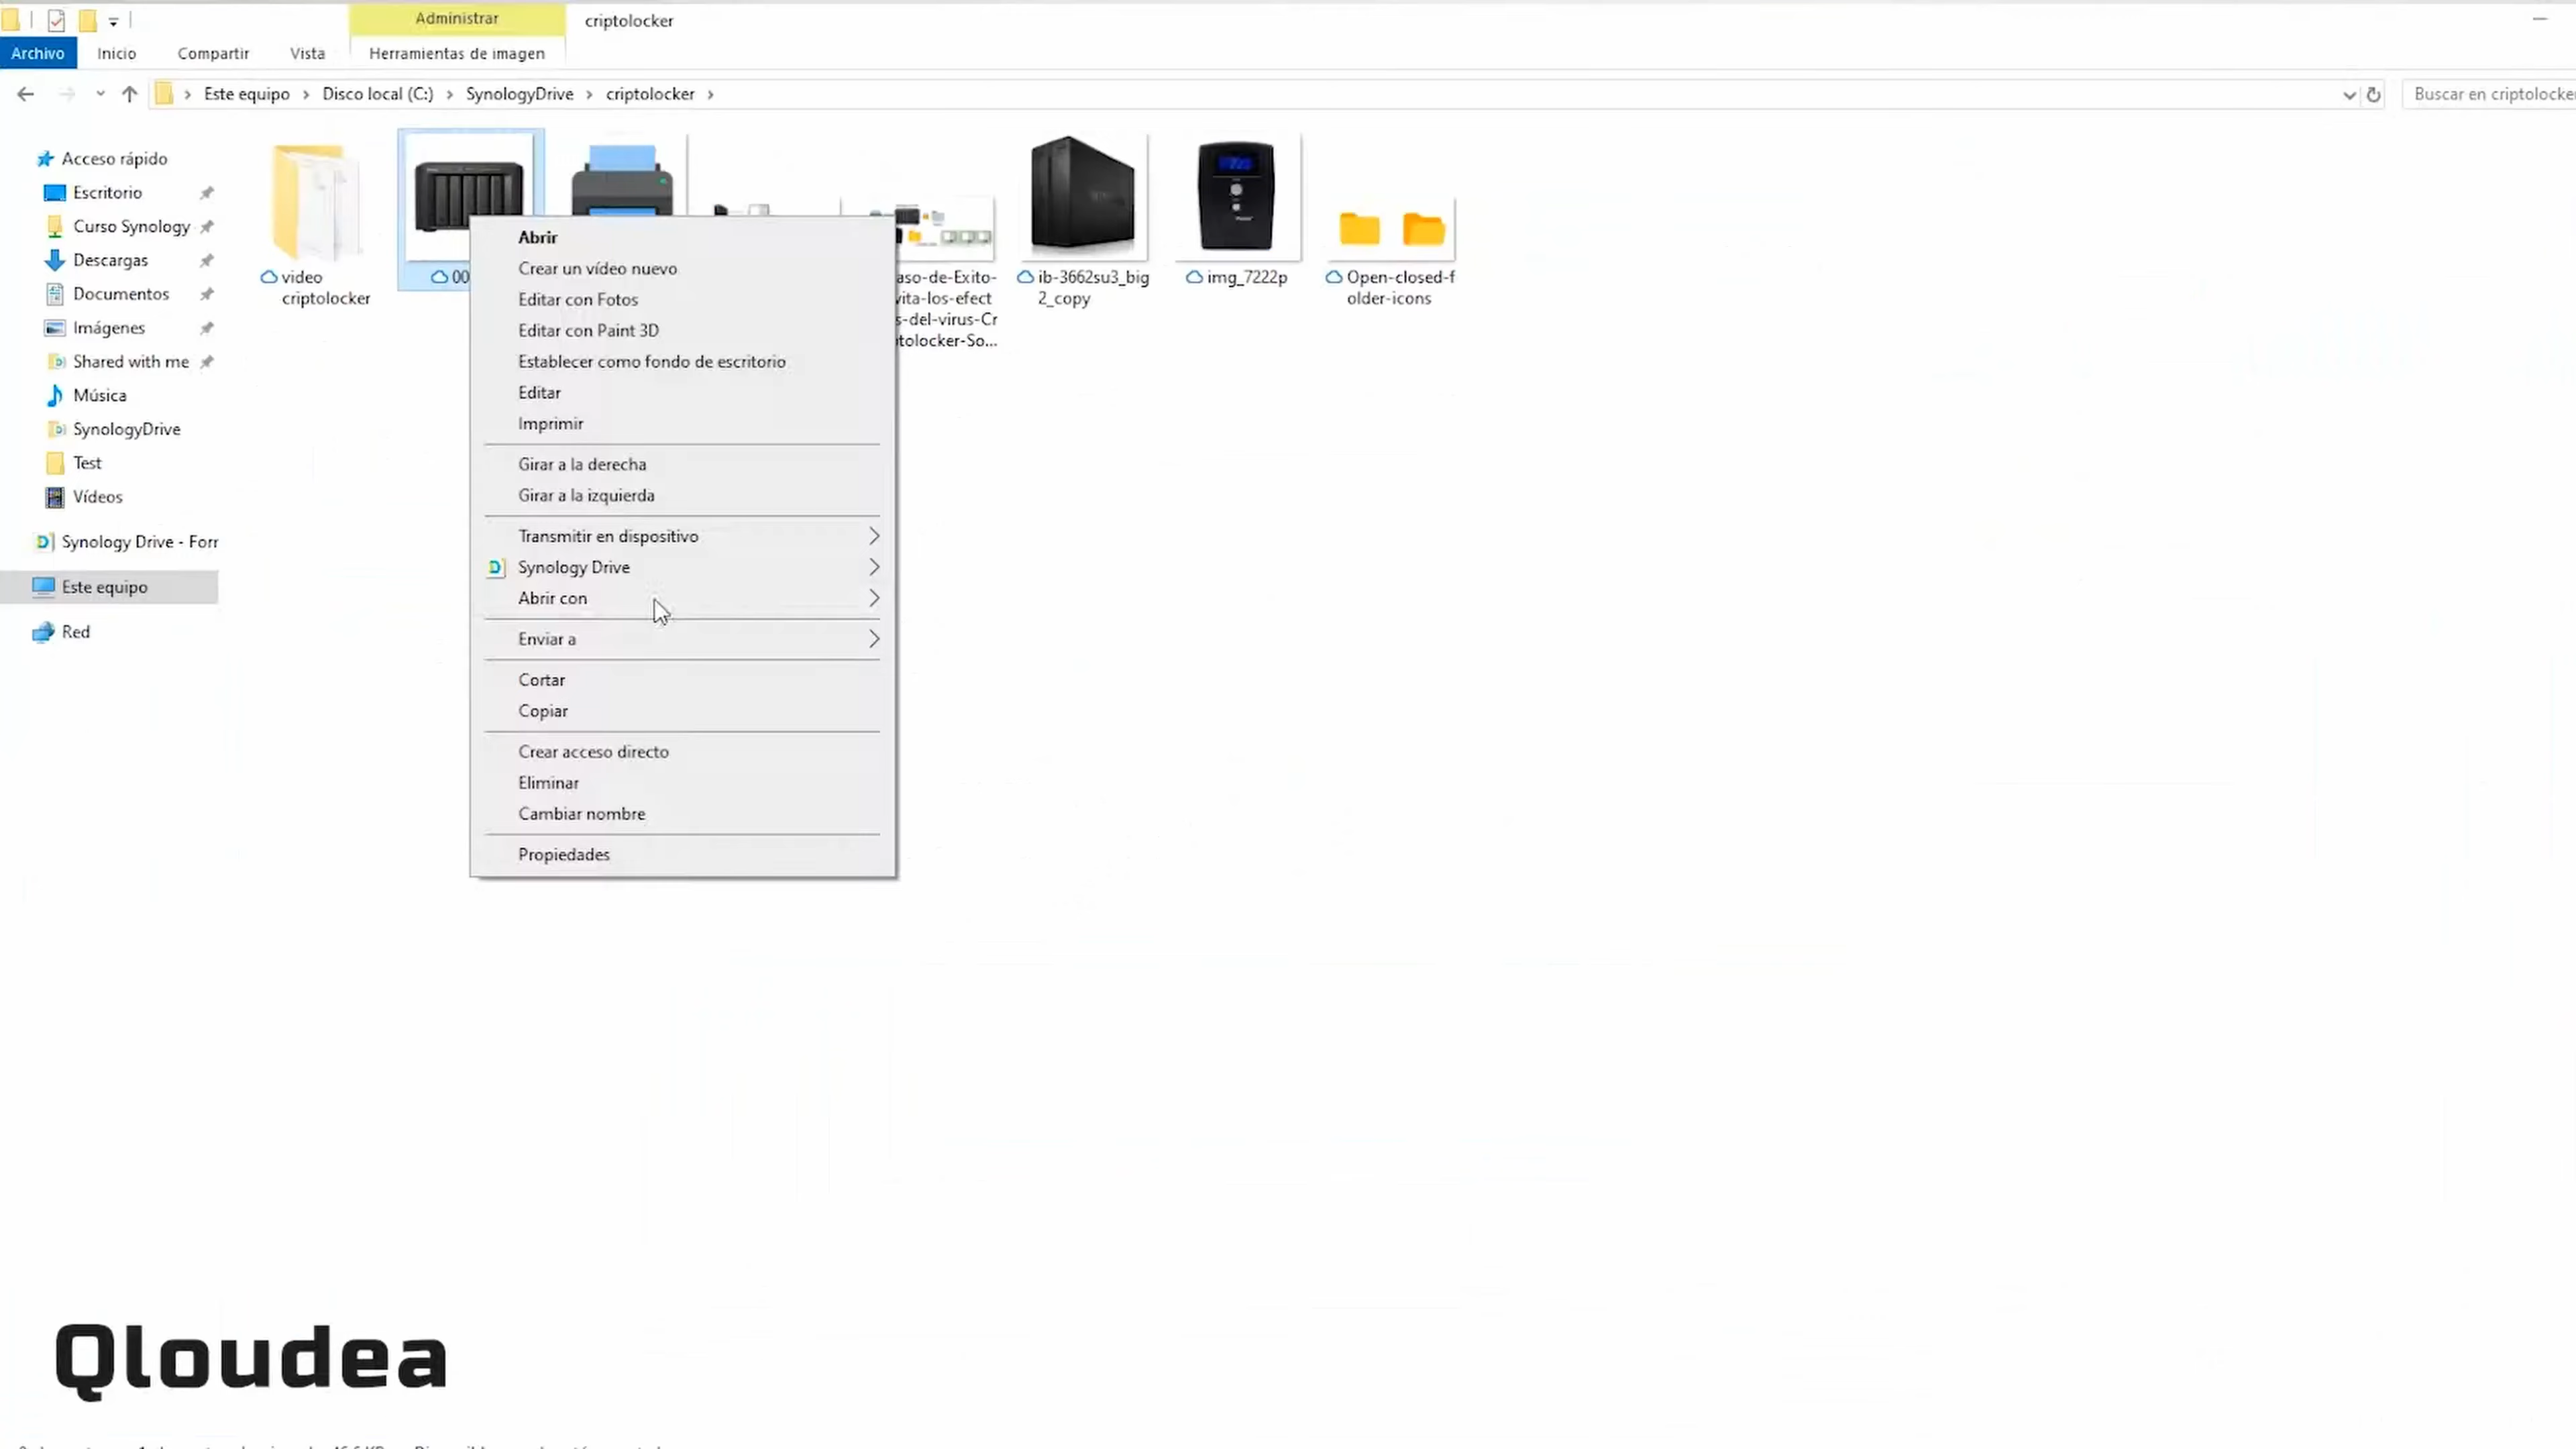 Administrar
criptolocker
Archivo
Inicio
Compartir
Vista
Herramientas de imagen
Este equipo
Disco local (C:)
SynologyDrive
criptolocker
Buscar en criptolocke
Acceso rápido
Escritorio
Curso Synology
Descargas
Documentos
Imágenes
Shared with me
Música
SynologyDrive
Test
Vídeos
Synology Drive - Forr
Este equipo
Red
video
criptolocker
00
aso-de-Exito-
vita-los-efect
s-del-virus-Cr
tolocker-So...
ib-3662su3_big
2_copy
img_7222p
Open-closed-f
older-icons
Abrir
Crear un vídeo nuevo
Editar con Fotos
Editar con Paint 3D
Establecer como fondo de escritorio
Editar
Imprimir
Girar a la derecha
Girar a la izquierda
Transmitir en dispositivo
Synology Drive
Abrir con
Enviar a
Cortar
Copiar
Crear acceso directo
Eliminar
Cambiar nombre
Propiedades
Qloudea